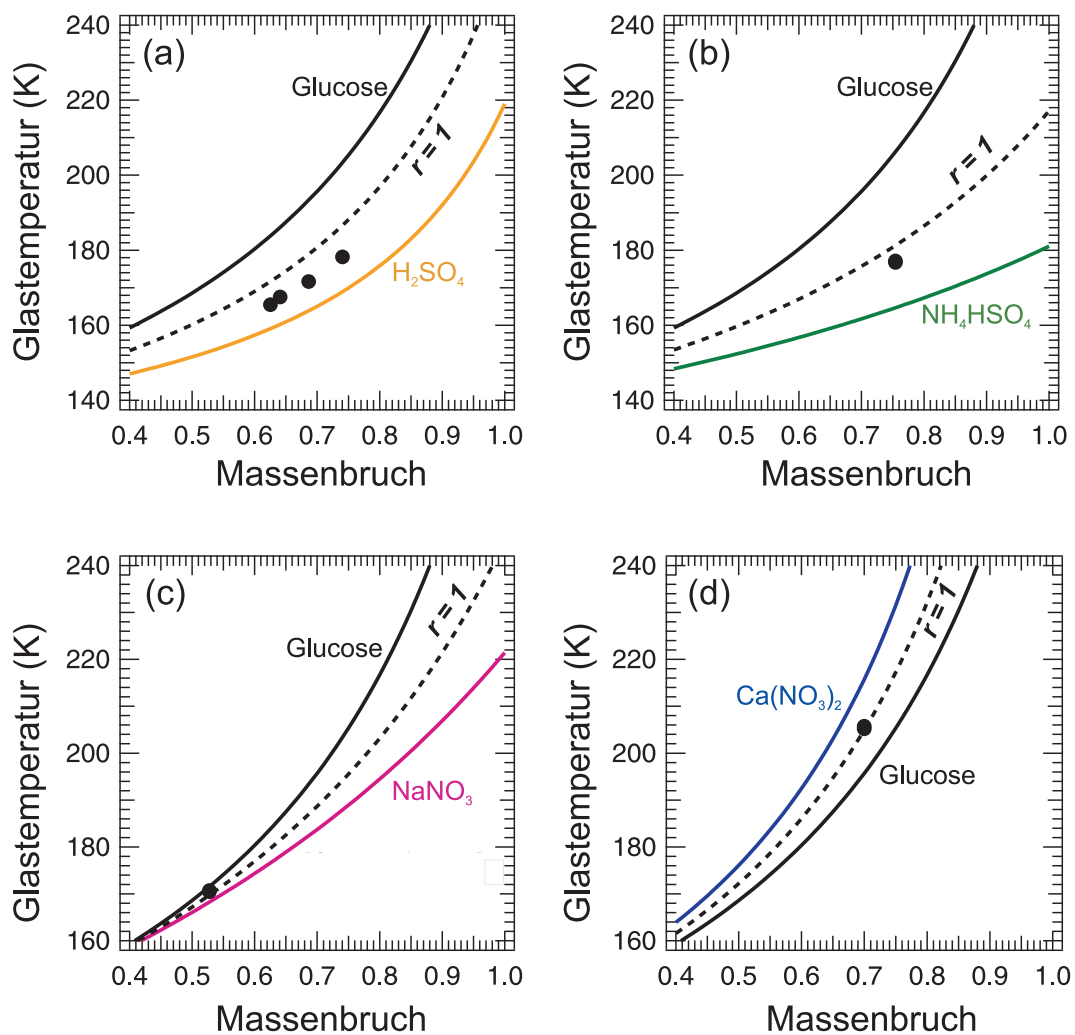 (a)
Glucose
r = 1
H₂SO₄
240
220
200
180
160
140
Glastemperatur (K)
0.4 0.5 0.6 0.7 0.8 0.9 1.0
Massenbruch
(b)
Glucose
r = 1
NH₄HSO₄
240
220
200
180
160
140
Glastemperatur (K)
0.4 0.5 0.6 0.7 0.8 0.9 1.0
Massenbruch
(c)
Glucose
r = 1
NaNO₃
240
220
200
180
160
Glastemperatur (K)
0.4 0.5 0.6 0.7 0.8 0.9 1.0
Massenbruch
(d)
r = 1
Ca(NO₃)₂
Glucose
240
220
200
180
160
Glastemperatur (K)
0.4 0.5 0.6 0.7 0.8 0.9 1.0
Massenbruch